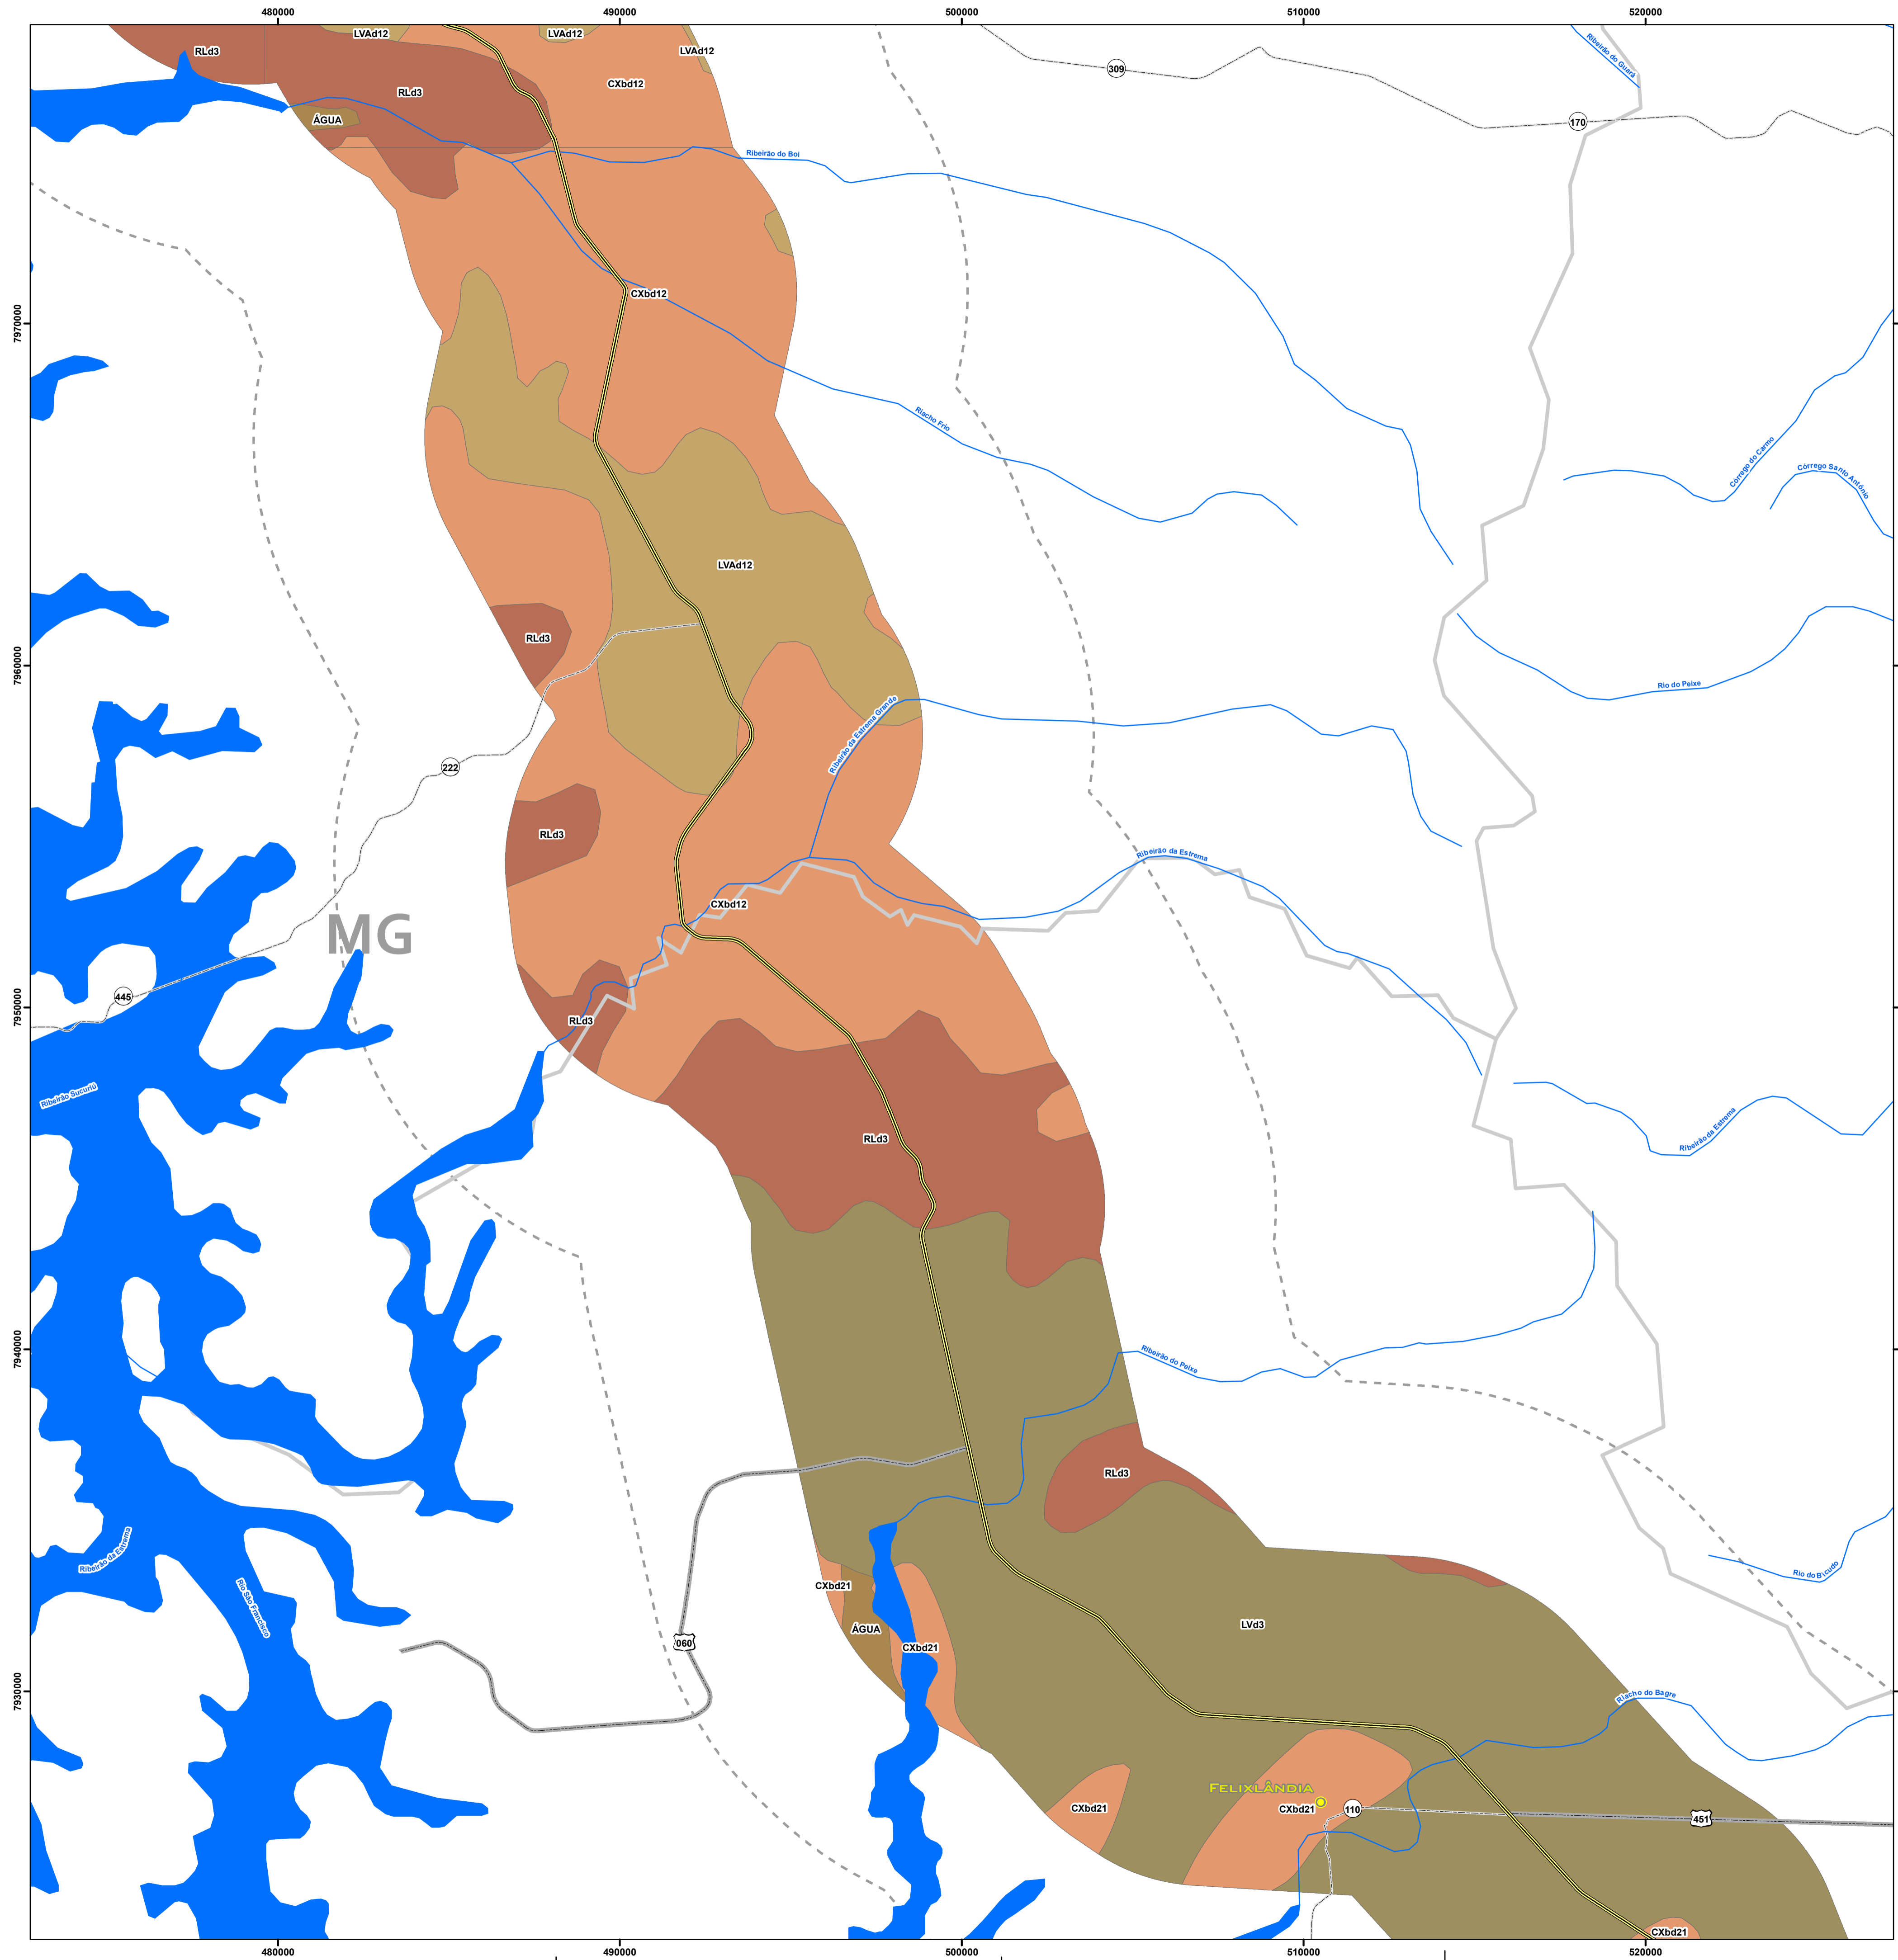 480000 490000 500000 510000 520000
LVAd12 LVAd12
RLd3 LVAd12
Ribeirão do Guará
309
CXbd12
RLd3
ÁGUA 170
Ribeirão do Boi
CXbd12
7970000
Riacho Frio
Córrego do Carmo
Córrego Santo Antônio
LVAd12
RLd3
7960000
Rio do Peixe
Ribeirão da Estrema Grande
222
RLd3
Ribeirão da Estrema
CXbd12
MG
445
7950000
RLd3
Ribeirão Sucuriú
Ribeirão da Estrema
RLd3
7940000
Ribeirão do Peixe
RLd3
Ribeirão da Estrema
Rio do Bicudo
CXbd21
Rio São Francisco
LVd3
ÁGUA
060
CXbd21
7930000
Riacho do Bagre
Felixlândia
CXbd21
CXbd21
110
451
CXbd21
480000 490000 500000 510000 520000